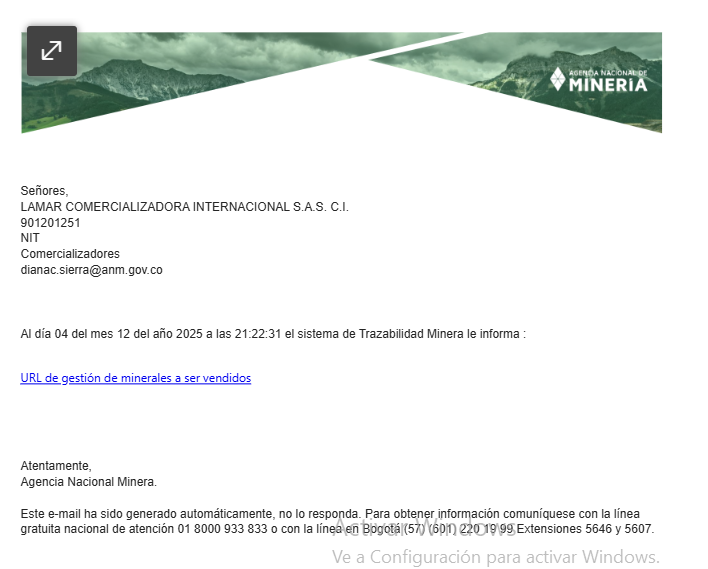 AGENCIA NACIONAL DE
MINERÍA
Señores,
LAMAR COMERCIALIZADORA INTERNACIONAL S.A.S. C.I.
901201251
NIT
Comercializadores
dianac.sierra@anm.gov.co
Al día 04 del mes 12 del año 2025 a las 21:22:31 el sistema de Trazabilidad Minera le informa :
URL de gestión de minerales a ser vendidos
Atentamente,
Agencia Nacional Minera.
Este e-mail ha sido generado automáticamente, no lo responda. Para obtener información comuníquese con la línea
gratuita nacional de atención 01 8000 933 833 o con la línea en Bogotá (57) (601) 220 19 99 Extensiones 5646 y 5607.
Activar Windows
Ve a Configuración para activar Windows.